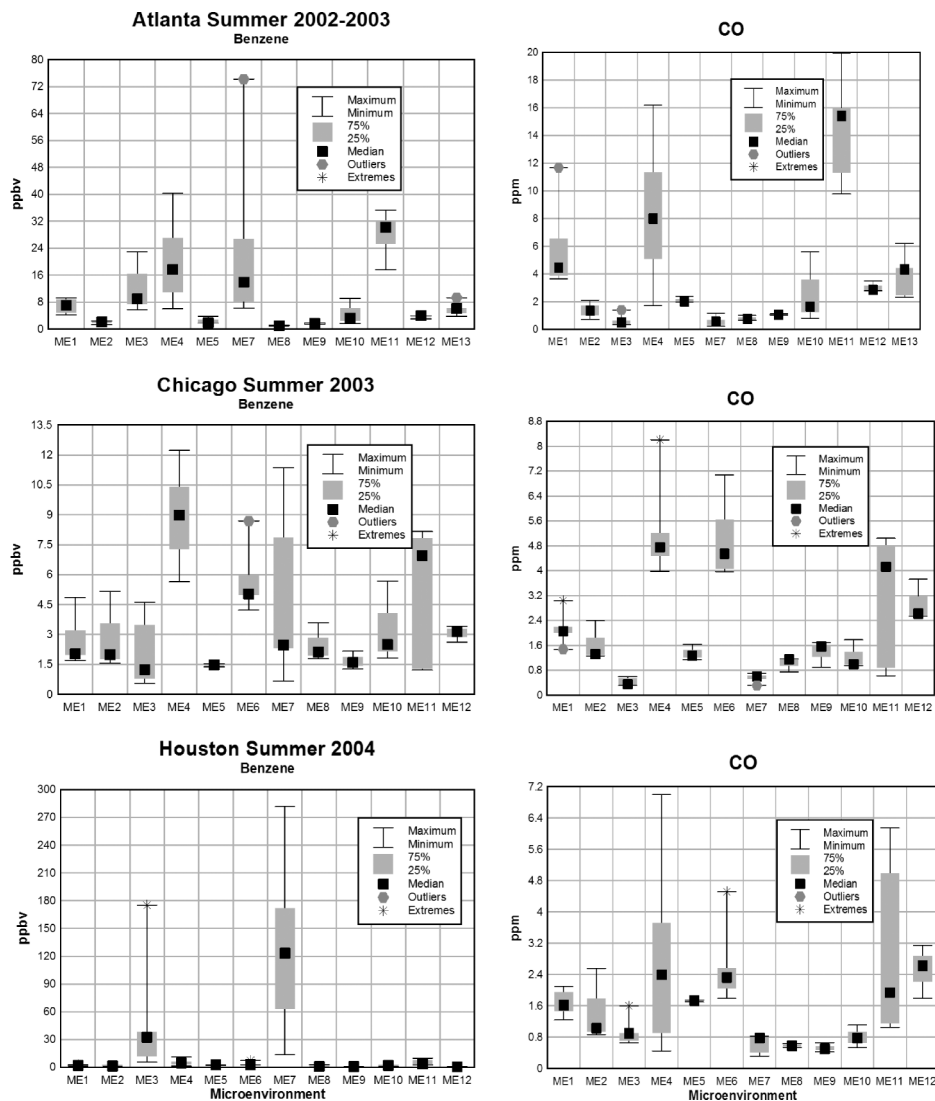 Atlanta Summer 2002-2003
Benzene
80
72
64
56
48
40
32
24
16
8
0
ppbv
Maximum
Minimum
75%
25%
Median
Outliers
Extremes
ME1 ME2 ME3 ME4 ME5 ME7 ME8 ME9 ME10 ME11 ME12 ME13
CO
20
18
16
14
12
10
8
6
4
2
0
ppm
Maximum
Minimum
75%
25%
Median
Outliers
Extremes
ME1 ME2 ME3 ME4 ME5 ME7 ME8 ME9 ME10 ME11 ME12 ME13
Chicago Summer 2003
Benzene
13.5
12
10.5
9
7.5
6
4.5
3
1.5
0
ppbv
Maximum
Minimum
75%
25%
Median
Outliers
Extremes
ME1 ME2 ME3 ME4 ME5 ME6 ME7 ME8 ME9 ME10 ME11 ME12
CO
8.8
8
7.2
6.4
5.6
4.8
4
3.2
2.4
1.6
0.8
0
ppm
Maximum
Minimum
75%
25%
Median
Outliers
Extremes
ME1 ME2 ME3 ME4 ME5 ME6 ME7 ME8 ME9 ME10 ME11 ME12
Houston Summer 2004
Benzene
300
270
240
210
180
150
120
90
60
30
0
ppbv
Maximum
Minimum
75%
25%
Median
Outliers
Extremes
ME1 ME2 ME3 ME4 ME5 ME6 ME7 ME8 ME9 ME10 ME11 ME12
Microenvironment
CO
7.2
6.4
5.6
4.8
4
3.2
2.4
1.6
0.8
0
ppm
Maximum
Minimum
75%
25%
Median
Outliers
Extremes
ME1 ME2 ME3 ME4 ME5 ME6 ME7 ME8 ME9 ME10 ME11 ME12
Microenvironment